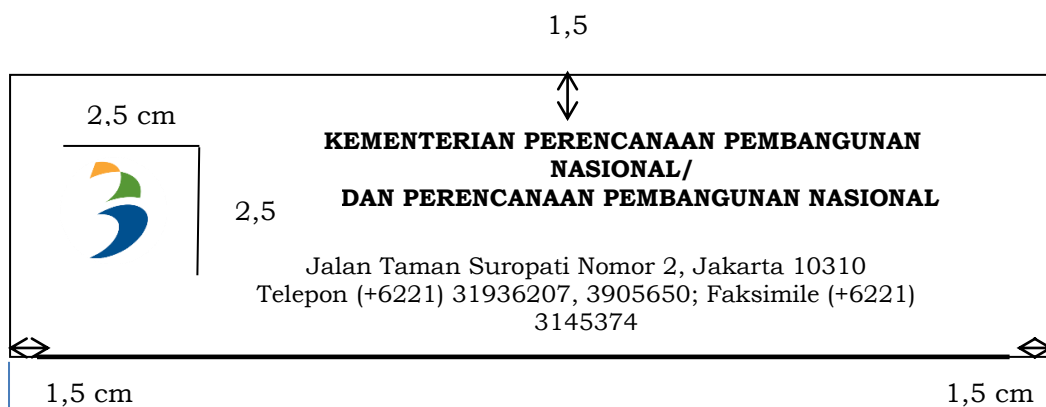 1,5
2,5 cm
KEMENTERIAN PERENCANAAN PEMBANGUNAN
NASIONAL/
DAN PERENCANAAN PEMBANGUNAN NASIONAL
2,5
Jalan Taman Suropati Nomor 2, Jakarta 10310
Telepon (+6221) 31936207, 3905650; Faksimile (+6221)
3145374
1,5 cm
1,5 cm